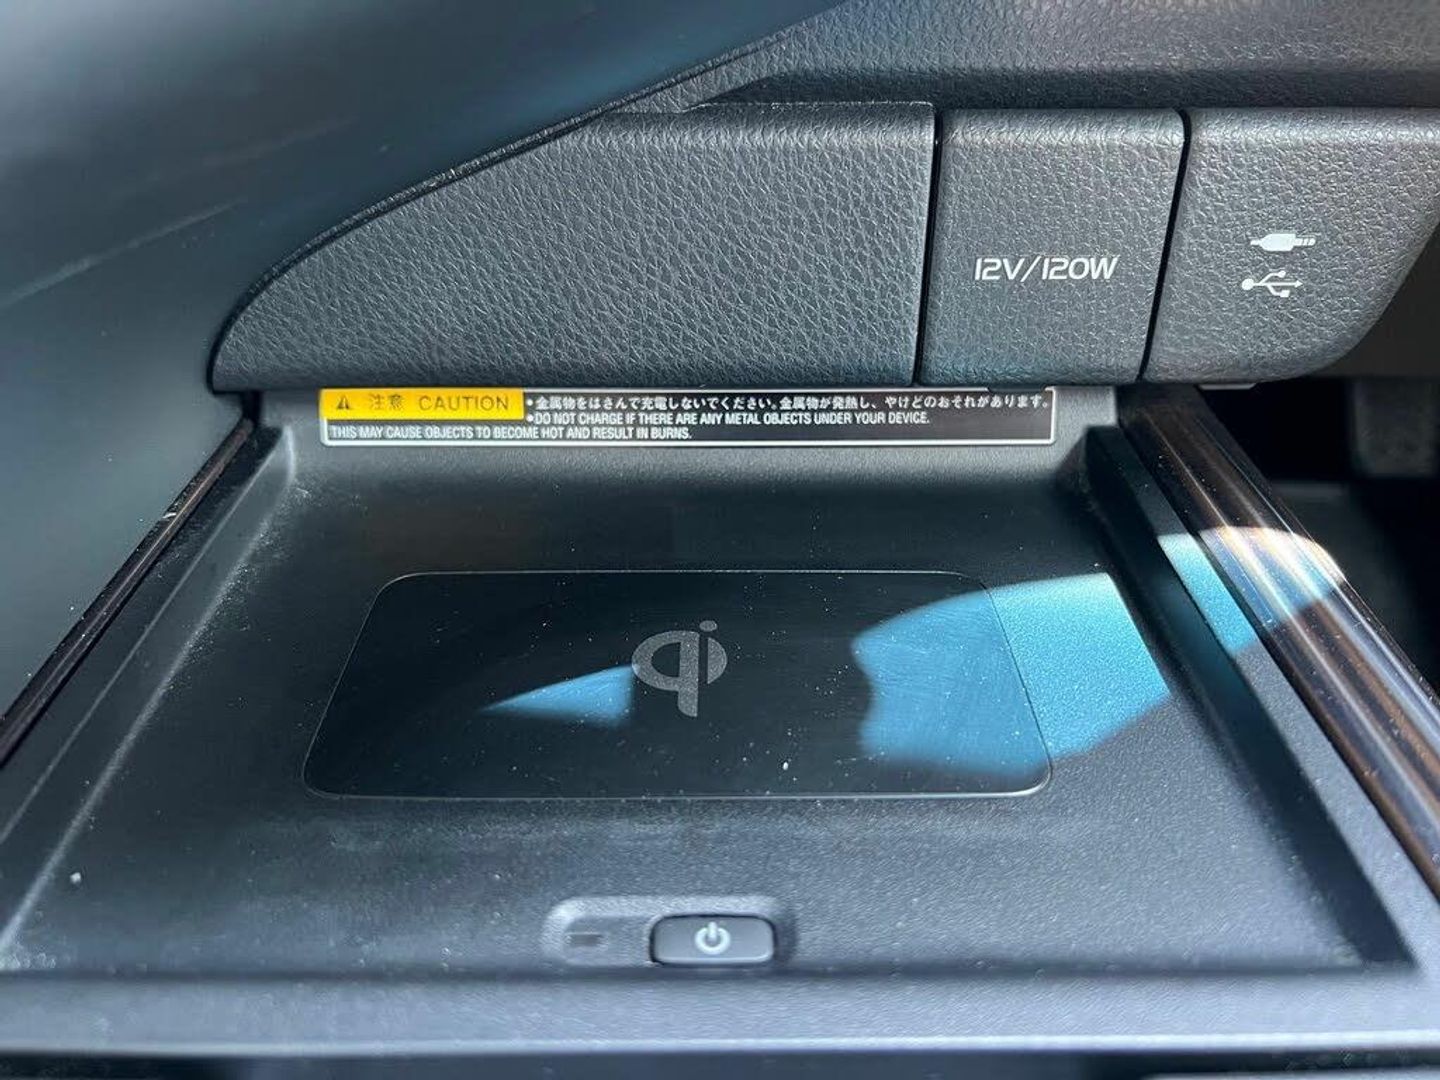 12V/120W
注意 CAUTION
•金属物をはさんで充電しないでください。金属物が発熱し、やけどのおそれがあります。
•DO NOT CHARGE IF THERE ARE ANY METAL OBJECTS UNDER YOUR DEVICE.
THIS MAY CAUSE OBJECTS TO BECOME HOT AND RESULT IN BURNS.
qi